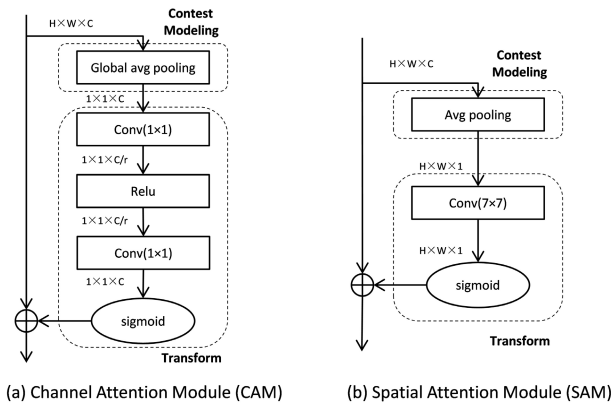 H×W×C
Contest
Modeling
Global avg pooling
1×1×C
Conv(1×1)
1×1×C/r
Relu
1×1×C/r
Conv(1×1)
1×1×C
sigmoid
Transform
(a) Channel Attention Module (CAM)
H×W×C
Contest
Modeling
Avg pooling
H×W×1
Conv(7×7)
H×W×1
sigmoid
Transform
(b) Spatial Attention Module (SAM)